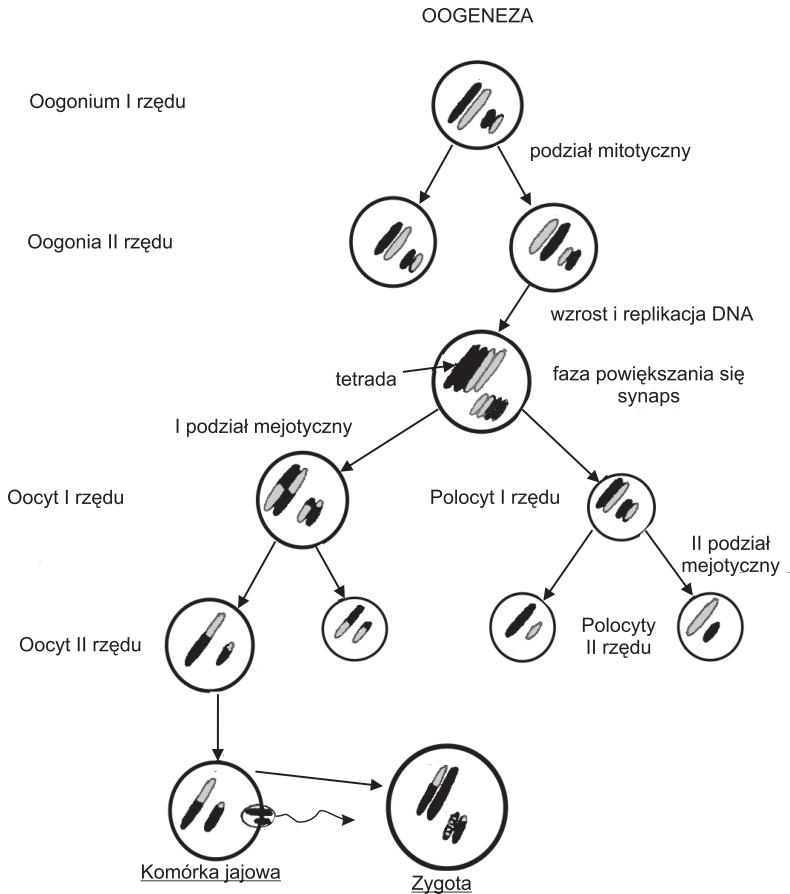 OOGENEZA
Oogonium I rzędu
podział mitotyczny
Oogonia II rzędu
wzrost i replikacja DNA
tetrada
faza powiększania się
synaps
I podział mejotyczny
Oocyt I rzędu
Polocyt I rzędu
II podział
mejotyczny
Oocyt II rzędu
Polocyty
II rzędu
Komórka jajowa
Zygota